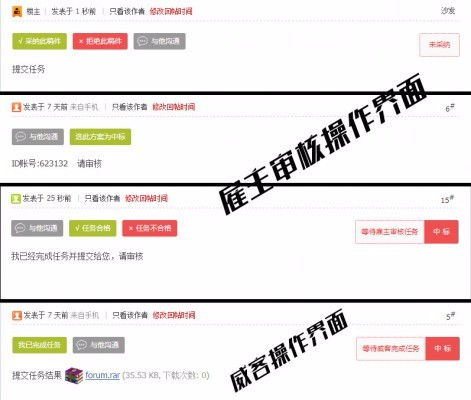 楼主 发表于 1 秒前 | 只看该作者 修改回帖时间 沙发
√ 采纳此稿件 × 拒绝此稿件 与他沟通 未采纳
提交任务
发表于 7 天前 来自手机 | 只看该作者 修改回帖时间 6#
与他沟通 选此方案为中标
ID账号:623132 请审核
雇主审核操作界面
发表于 25 秒前 | 只看该作者 修改回帖时间 15#
与他沟通 √ 任务合格 × 任务不合格 等待雇主审核任务 中 标
我已经完成任务并提交给您，请审核
发表于 7 天前 来自手机 | 只看该作者 修改回帖时间 5#
我已完成任务 与他沟通 等待威客完成任务 中 标
提交任务结果 forum.rar (35.53 KB, 下载次数: 0)
威客操作界面